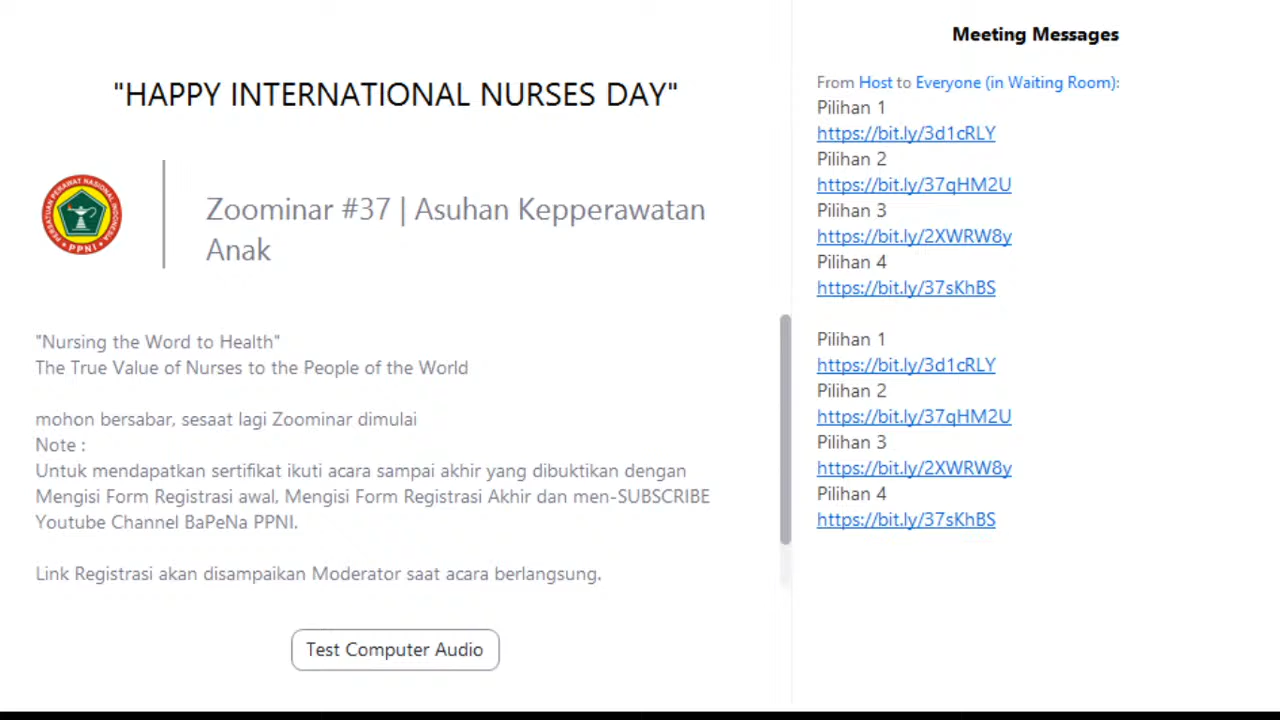 "HAPPY INTERNATIONAL NURSES DAY"
PERSATUAN PERAWAT NASIONAL INDONESIA
PPNI
Zoominar #37 | Asuhan Kepperawatan
Anak
"Nursing the Word to Health"
The True Value of Nurses to the People of the World
mohon bersabar, sesaat lagi Zoominar dimulai
Note :
Untuk mendapatkan sertifikat ikuti acara sampai akhir yang dibuktikan dengan
Mengisi Form Registrasi awal, Mengisi Form Registrasi Akhir dan men-SUBSCRIBE
Youtube Channel BaPeNa PPNI.
Link Registrasi akan disampaikan Moderator saat acara berlangsung.
Test Computer Audio
Meeting Messages
From Host to Everyone (in Waiting Room):
Pilihan 1
https://bit.ly/3d1cRLY
Pilihan 2
https://bit.ly/37qHM2U
Pilihan 3
https://bit.ly/2XWRW8y
Pilihan 4
https://bit.ly/37sKhBS
Pilihan 1
https://bit.ly/3d1cRLY
Pilihan 2
https://bit.ly/37qHM2U
Pilihan 3
https://bit.ly/2XWRW8y
Pilihan 4
https://bit.ly/37sKhBS